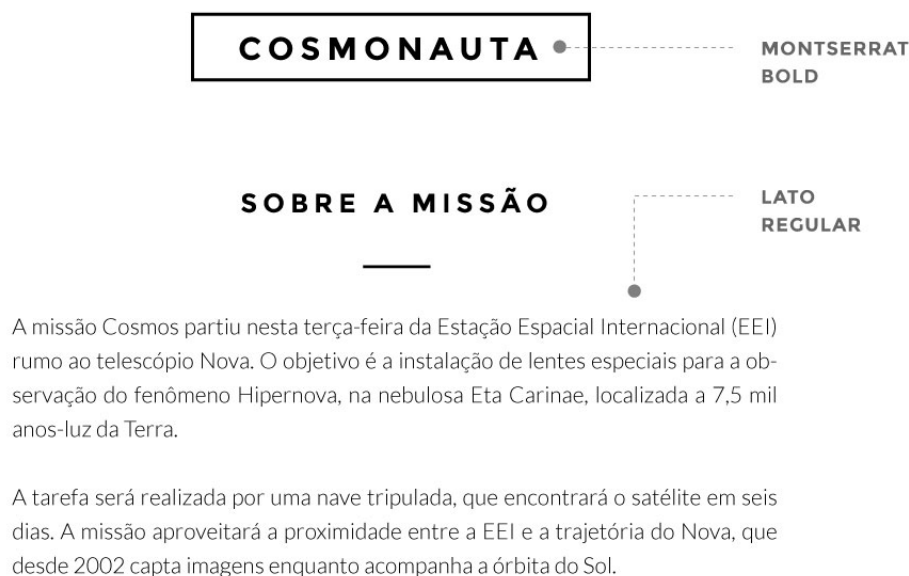 COSMONAUTA
MONTSERRAT
BOLD
SOBRE A MISSÃO
LATO
REGULAR
A missão Cosmos partiu nesta terça-feira da Estação Espacial Internacional (EEI)
rumo ao telescópio Nova. O objetivo é a instalação de lentes especiais para a ob-
servação do fenômeno Hipernova, na nebulosa Eta Carinae, localizada a 7,5 mil
anos-luz da Terra.
A tarefa será realizada por uma nave tripulada, que encontrará o satélite em seis
dias. A missão aproveitará a proximidade entre a EEI e a trajetória do Nova, que
desde 2002 capta imagens enquanto acompanha a órbita do Sol.